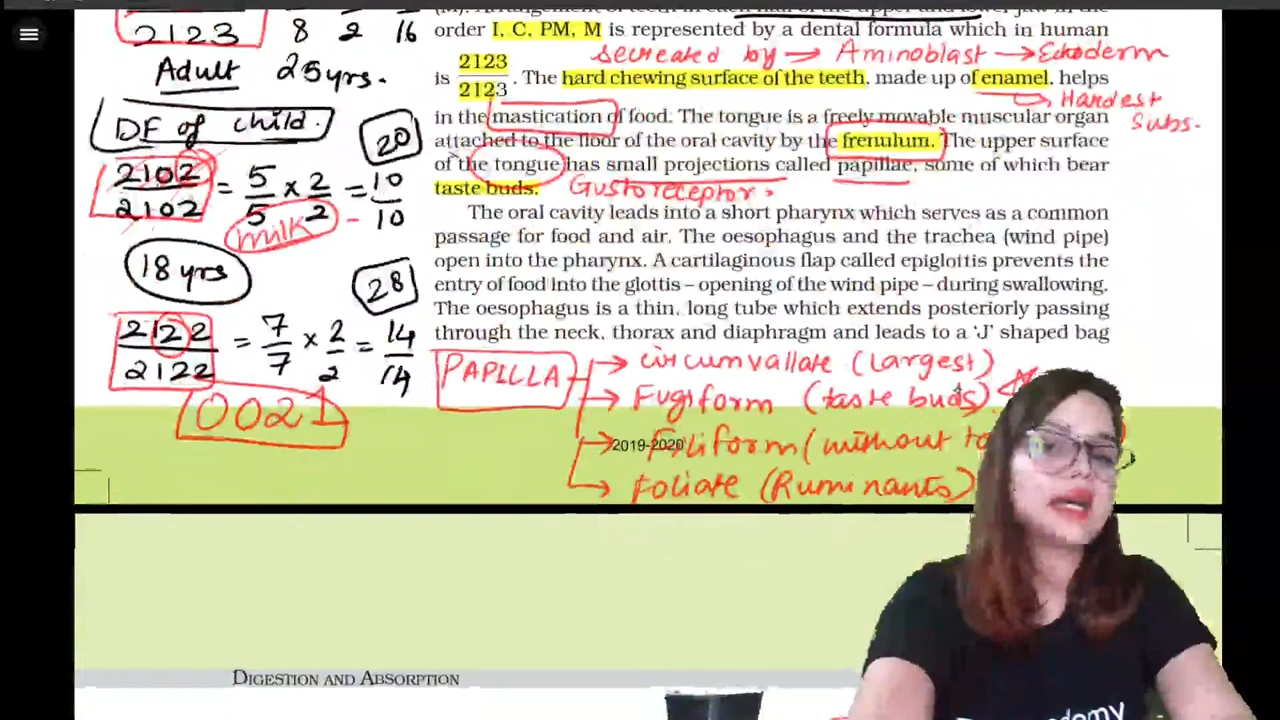 2123 8 2 16
Adult 25yrs.
DF of child.
20
2102
2102
= 5/5 × 2/2 = 10/10
milk
18 yrs
28
2122
2122
= 7/7 × 2/2 = 14/14
0021
order I, C, PM, M is represented by a dental formula which in human
secreated by → Aminoblast → Ectoderm
is 2123/2123. The hard chewing surface of the teeth, made up of enamel, helps
Hardest
Subs.
in the mastication of food. The tongue is a freely movable muscular organ
attached to the floor of the oral cavity by the frenulum. The upper surface
of the tongue has small projections called papillae, some of which bear
taste buds.
Gustoreceptor.
The oral cavity leads into a short pharynx which serves as a common
passage for food and air. The oesophagus and the trachea (wind pipe)
open into the pharynx. A cartilaginous flap called epiglottis prevents the
entry of food into the glottis – opening of the wind pipe – during swallowing.
The oesophagus is a thin, long tube which extends posteriorly passing
through the neck, thorax and diaphragm and leads to a 'J' shaped bag
PAPILLA → circumvallate (largest)
→ Fugiform (taste buds)
→ Filiform (without
2019-2020
→ Foliate (Ruminants)
DIGESTION AND ABSORPTION